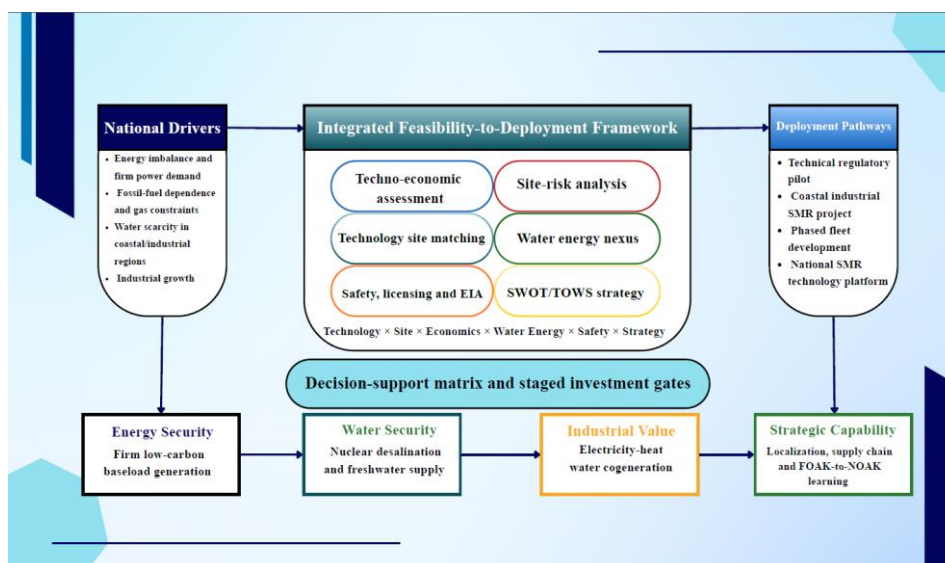 National Drivers
• Energy imbalance and
firm power demand
• Fossil-fuel dependence
and gas constraints
• Water scarcity in
coastal/industrial
regions
• Industrial growth
Integrated Feasibility-to-Deployment Framework
Techno-economic
assessment
Site-risk analysis
Technology site matching
Water energy nexus
Safety, licensing and EIA
SWOT/TOWS strategy
Technology × Site × Economics × Water Energy × Safety × Strategy
Deployment Pathways
• Technical regulatory
pilot
• Coastal industrial
SMR project
• Phased fleet
development
• National SMR
technology platform
Decision-support matrix and staged investment gates
Energy Security
Firm low-carbon
baseload generation
Water Security
Nuclear desalination
and freshwater supply
Industrial Value
Electricity-heat
water cogeneration
Strategic Capability
Localization, supply chain
and FOAK-to-NOAK
learning